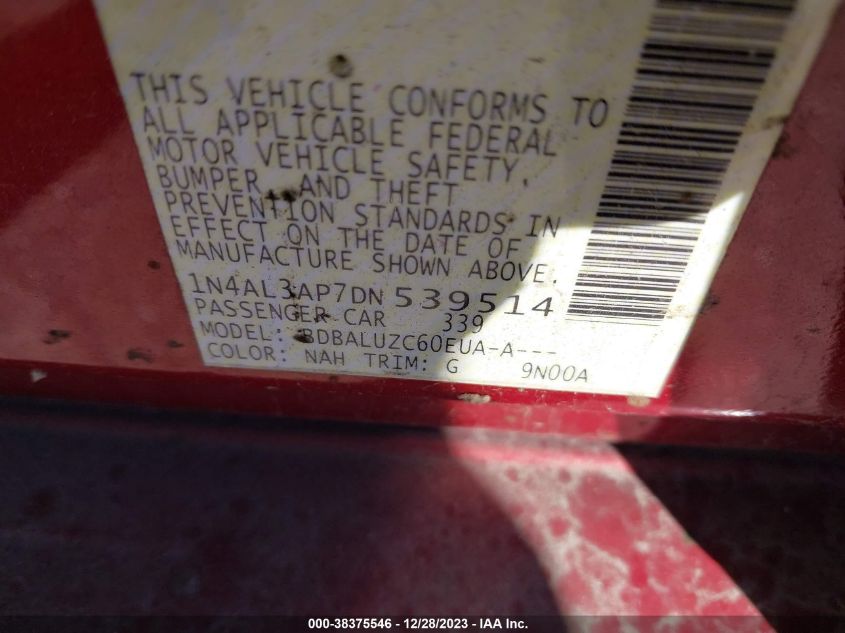 THIS VEHICLE CONFORMS TO
ALL APPLICABLE FEDERAL
MOTOR VEHICLE SAFETY,
BUMPER, AND THEFT
PREVENTION STANDARDS IN
EFFECT ON THE DATE OF
MANUFACTURE SHOWN ABOVE.
1N4AL3AP7DN539514
PASSENGER CAR 339
MODEL: BDBALUZC60EUA-A---
COLOR: NAH TRIM: G 9N00A
000-38375546 - 12/28/2023 - IAA Inc.